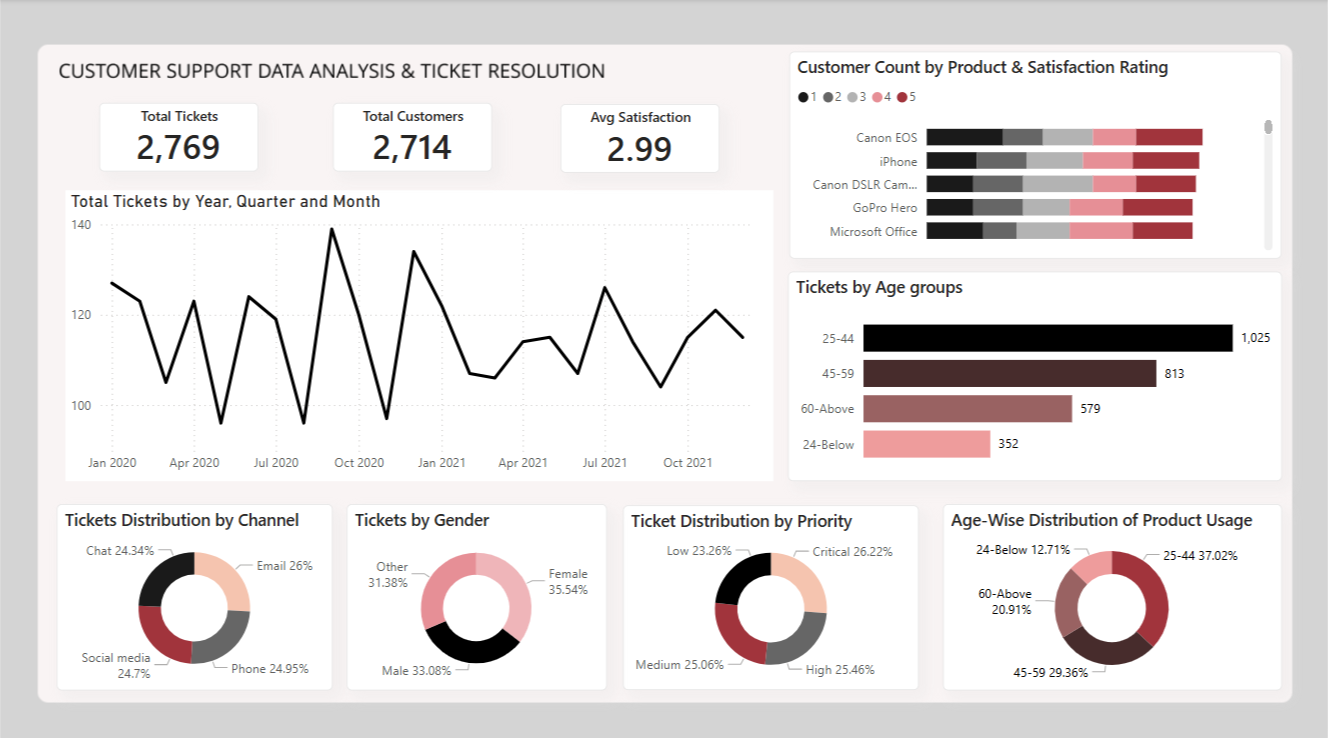 CUSTOMER SUPPORT DATA ANALYSIS & TICKET RESOLUTION
Total Tickets
2,769
Total Customers
2,714
Avg Satisfaction
2.99
Customer Count by Product & Satisfaction Rating
1 2 3 4 5
Canon EOS
iPhone
Canon DSLR Cam...
GoPro Hero
Microsoft Office
Total Tickets by Year, Quarter and Month
140
120
100
Jan 2020 Apr 2020 Jul 2020 Oct 2020 Jan 2021 Apr 2021 Jul 2021 Oct 2021
Tickets by Age groups
25-44 1,025
45-59 813
60-Above 579
24-Below 352
Tickets Distribution by Channel
Chat 24.34%
Email 26%
Social media
24.7%
Phone 24.95%
Tickets by Gender
Other
31.38%
Female
35.54%
Male 33.08%
Ticket Distribution by Priority
Low 23.26%
Critical 26.22%
Medium 25.06%
High 25.46%
Age-Wise Distribution of Product Usage
24-Below 12.71%
25-44 37.02%
60-Above
20.91%
45-59 29.36%